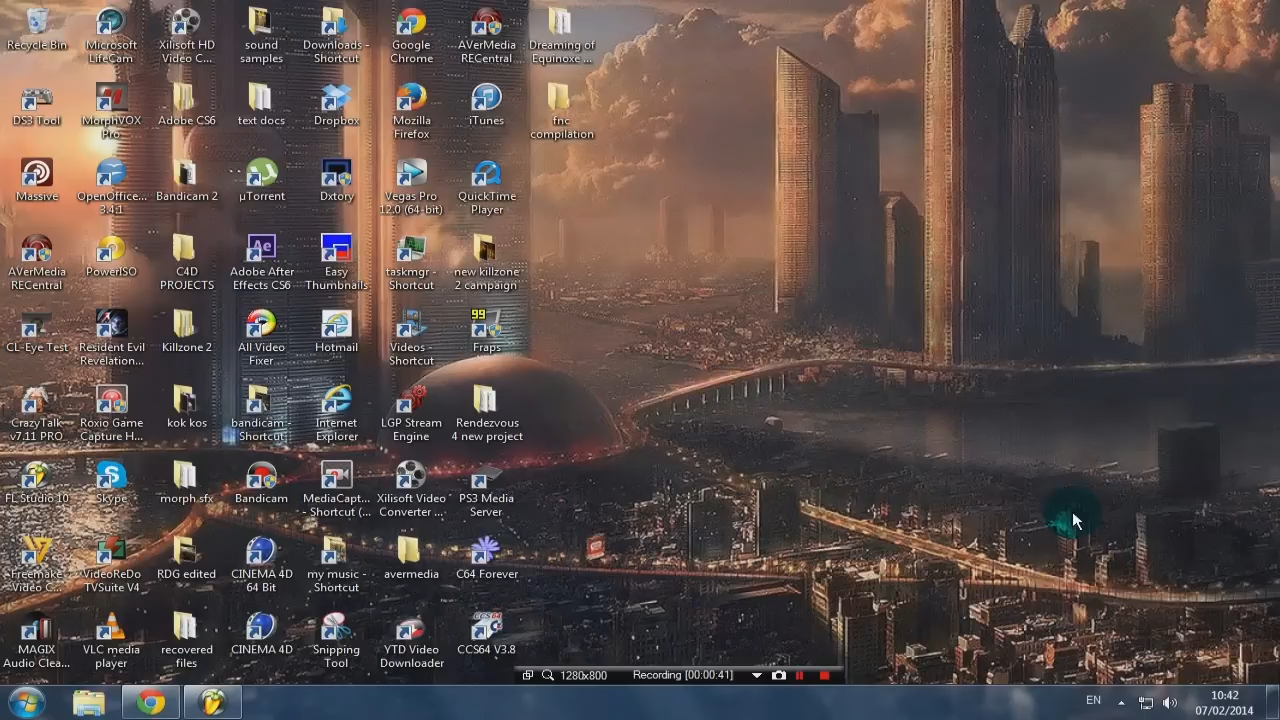 Recycle Bin
Microsoft
LifeCam
Xilisoft HD
Video C...
sound
samples
Downloads -
Shortcut
Google
Chrome
AVerMedia
RECentral
Dreaming of
Equinoxe ...
DS3 Tool
MorphVOX
Pro
Adobe CS6
text docs
Dropbox
Mozilla
Firefox
iTunes
fnc
compilation
Massive
OpenOffice...
3.4.1
Bandicam 2
µTorrent
Dxtory
Vegas Pro
12.0 (64-bit)
QuickTime
Player
AVerMedia
RECentral
PowerISO
C4D
PROJECTS
Ae
Adobe After
Effects CS6
Easy
Thumbnails
taskmgr -
Shortcut
new killzone
2 campaign
CL-Eye Test
Resident Evil
Revelation...
Killzone 2
All Video
Fixer
Hotmail
Videos -
Shortcut
99
Fraps
CrazyTalk
v7.11 PRO
Roxio Game
Capture H...
kok kos
bandicam -
Shortcut
Internet
Explorer
LGP Stream
Engine
Rendezvous
4 new project
FL Studio 10
Skype
morph sfx
Bandicam
MediaCapt...
- Shortcut (...
Xilisoft Video
Converter ...
PS3 Media
Server
Freemake
Video C...
VideoReDo
TVSuite V4
RDG edited
CINEMA 4D
64 Bit
my music -
Shortcut
avermedia
C64 Forever
MAGIX
Audio Clea...
VLC media
player
recovered
files
CINEMA 4D
Snipping
Tool
YTD Video
Downloader
CCS64
CCS64 V3.8
1280x800 Recording [00:00:41]
EN
10:42
07/02/2014